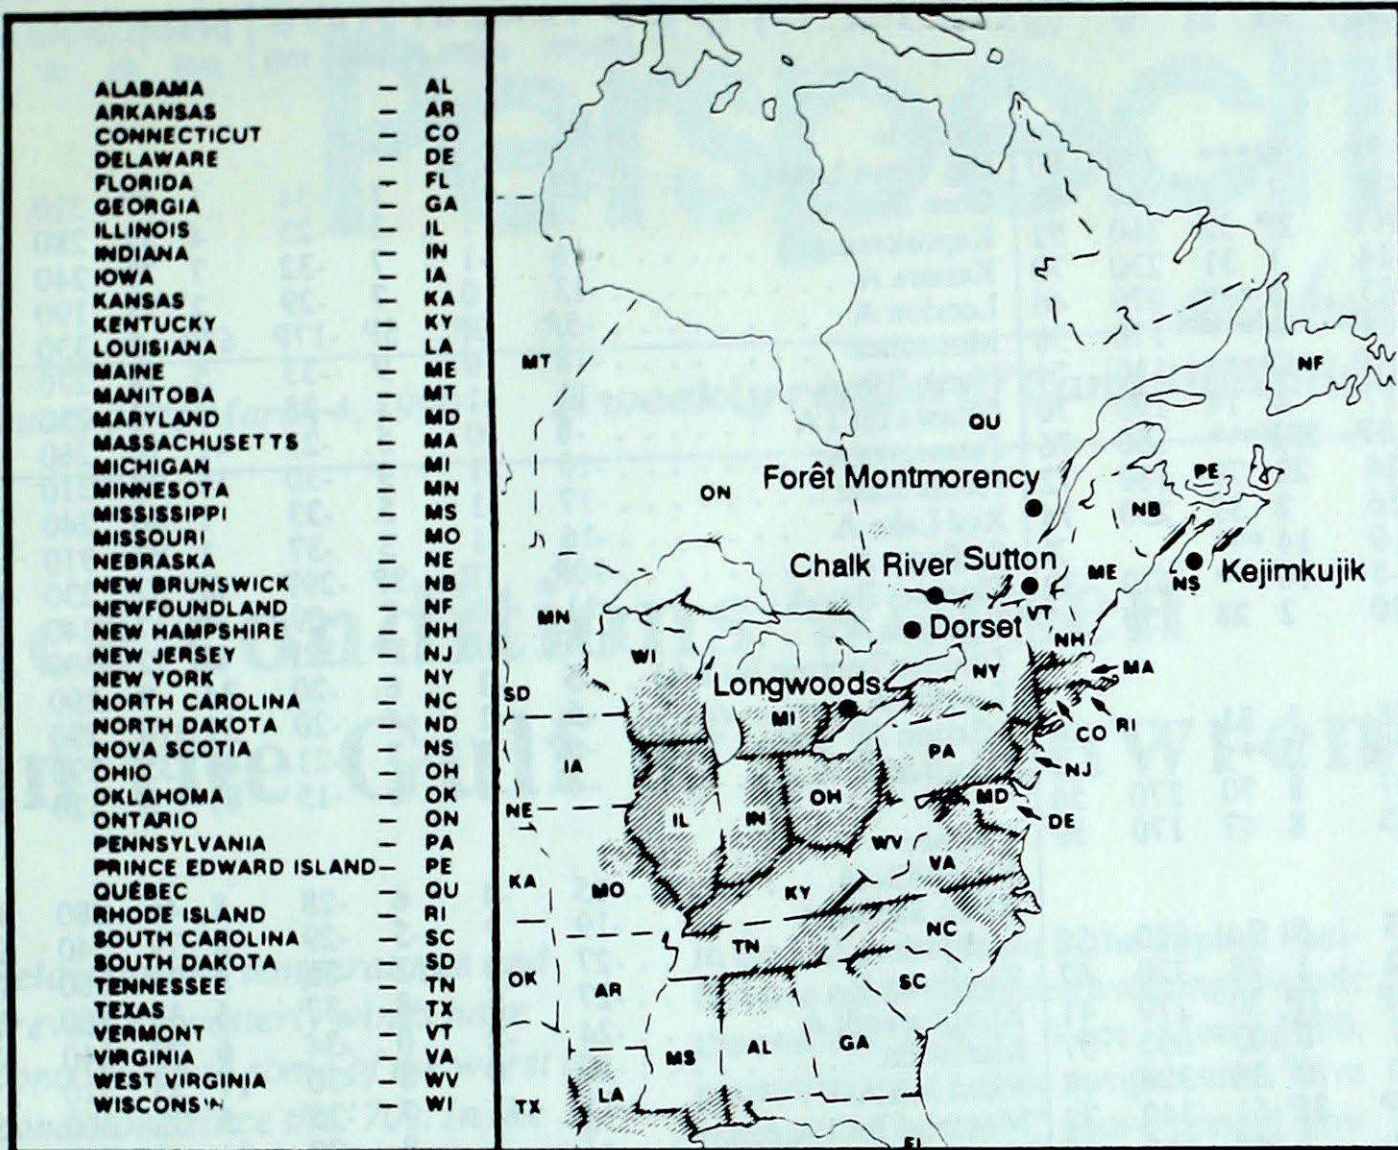 ALABAMA – AL
ARKANSAS – AR
CONNECTICUT – CO
DELAWARE – DE
FLORIDA – FL
GEORGIA – GA
ILLINOIS – IL
INDIANA – IN
IOWA – IA
KANSAS – KA
KENTUCKY – KY
LOUISIANA – LA
MAINE – ME
MANITOBA – MT
MARYLAND – MD
MASSACHUSETTS – MA
MICHIGAN – MI
MINNESOTA – MN
MISSISSIPPI – MS
MISSOURI – MO
NEBRASKA – NE
NEW BRUNSWICK – NB
NEWFOUNDLAND – NF
NEW HAMPSHIRE – NH
NEW JERSEY – NJ
NEW YORK – NY
NORTH CAROLINA – NC
NORTH DAKOTA – ND
NOVA SCOTIA – NS
OHIO – OH
OKLAHOMA – OK
ONTARIO – ON
PENNSYLVANIA – PA
PRINCE EDWARD ISLAND – PE
QUÉBEC – QU
RHODE ISLAND – RI
SOUTH CAROLINA – SC
SOUTH DAKOTA – SD
TENNESSEE – TN
TEXAS – TX
VERMONT – VT
VIRGINIA – VA
WEST VIRGINIA – WV
WISCONSIN – WI
MT
NF
QU
PE
Forêt Montmorency
ON
NB
Chalk River Sutton
ME
NS
Kejimkujik
MN
VT
Dorset
NH
WI
NY
MA
SD
Longwoods
MI
CO
RI
IA
PA
NJ
NE
IL
IN
OH
MD
DE
WV
VA
KA
MO
KY
TN
NC
OK
AR
SC
MS
AL
GA
TX
LA